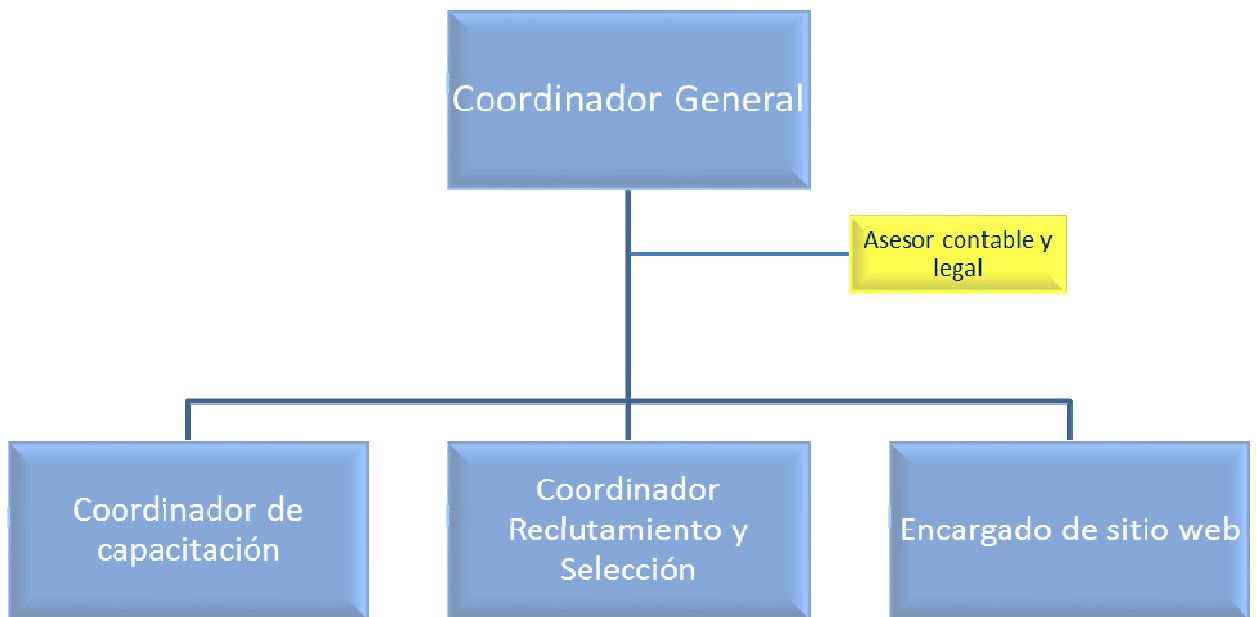 Coordinador General
Asesor contable y
legal
Coordinador de
capacitación
Coordinador
Reclutamiento y
Selección
Encargado de sitio web